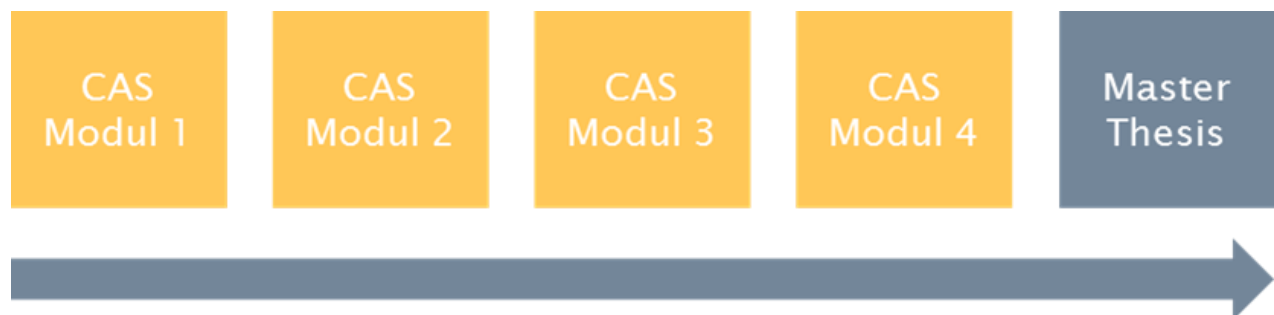 CAS
Modul 1
CAS
Modul 2
CAS
Modul 3
CAS
Modul 4
Master
Thesis